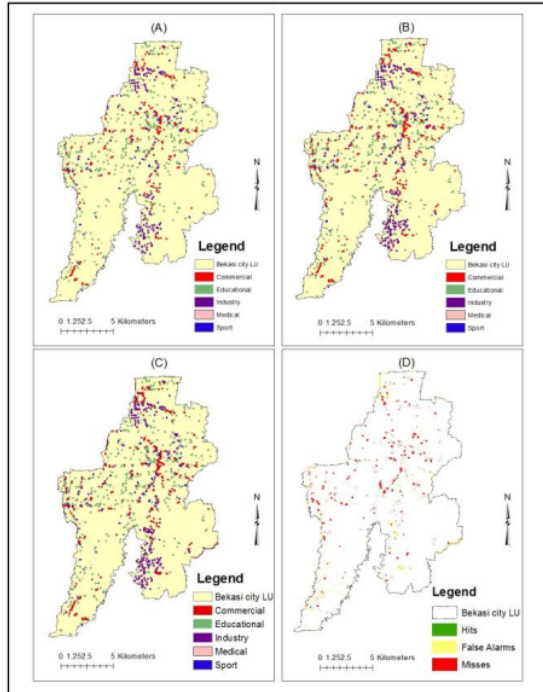 (A)
N
Legend
Bekasi city LU
Commercial
Educational
Industry
Medical
Sport
0 1.252.5 5 Kilometers
(B)
N
Legend
Bekasi city LU
Commercial
Educational
Industry
Medical
Sport
0 1.252.5 5 Kilometers
(C)
N
Legend
Bekasi city LU
Commercial
Educational
Industry
Medical
Sport
0 1.252.5 5 Kilometers
(D)
N
Legend
Bekasi city LU
Hits
False Alarms
Misses
0 1.252.5 5 Kilometers